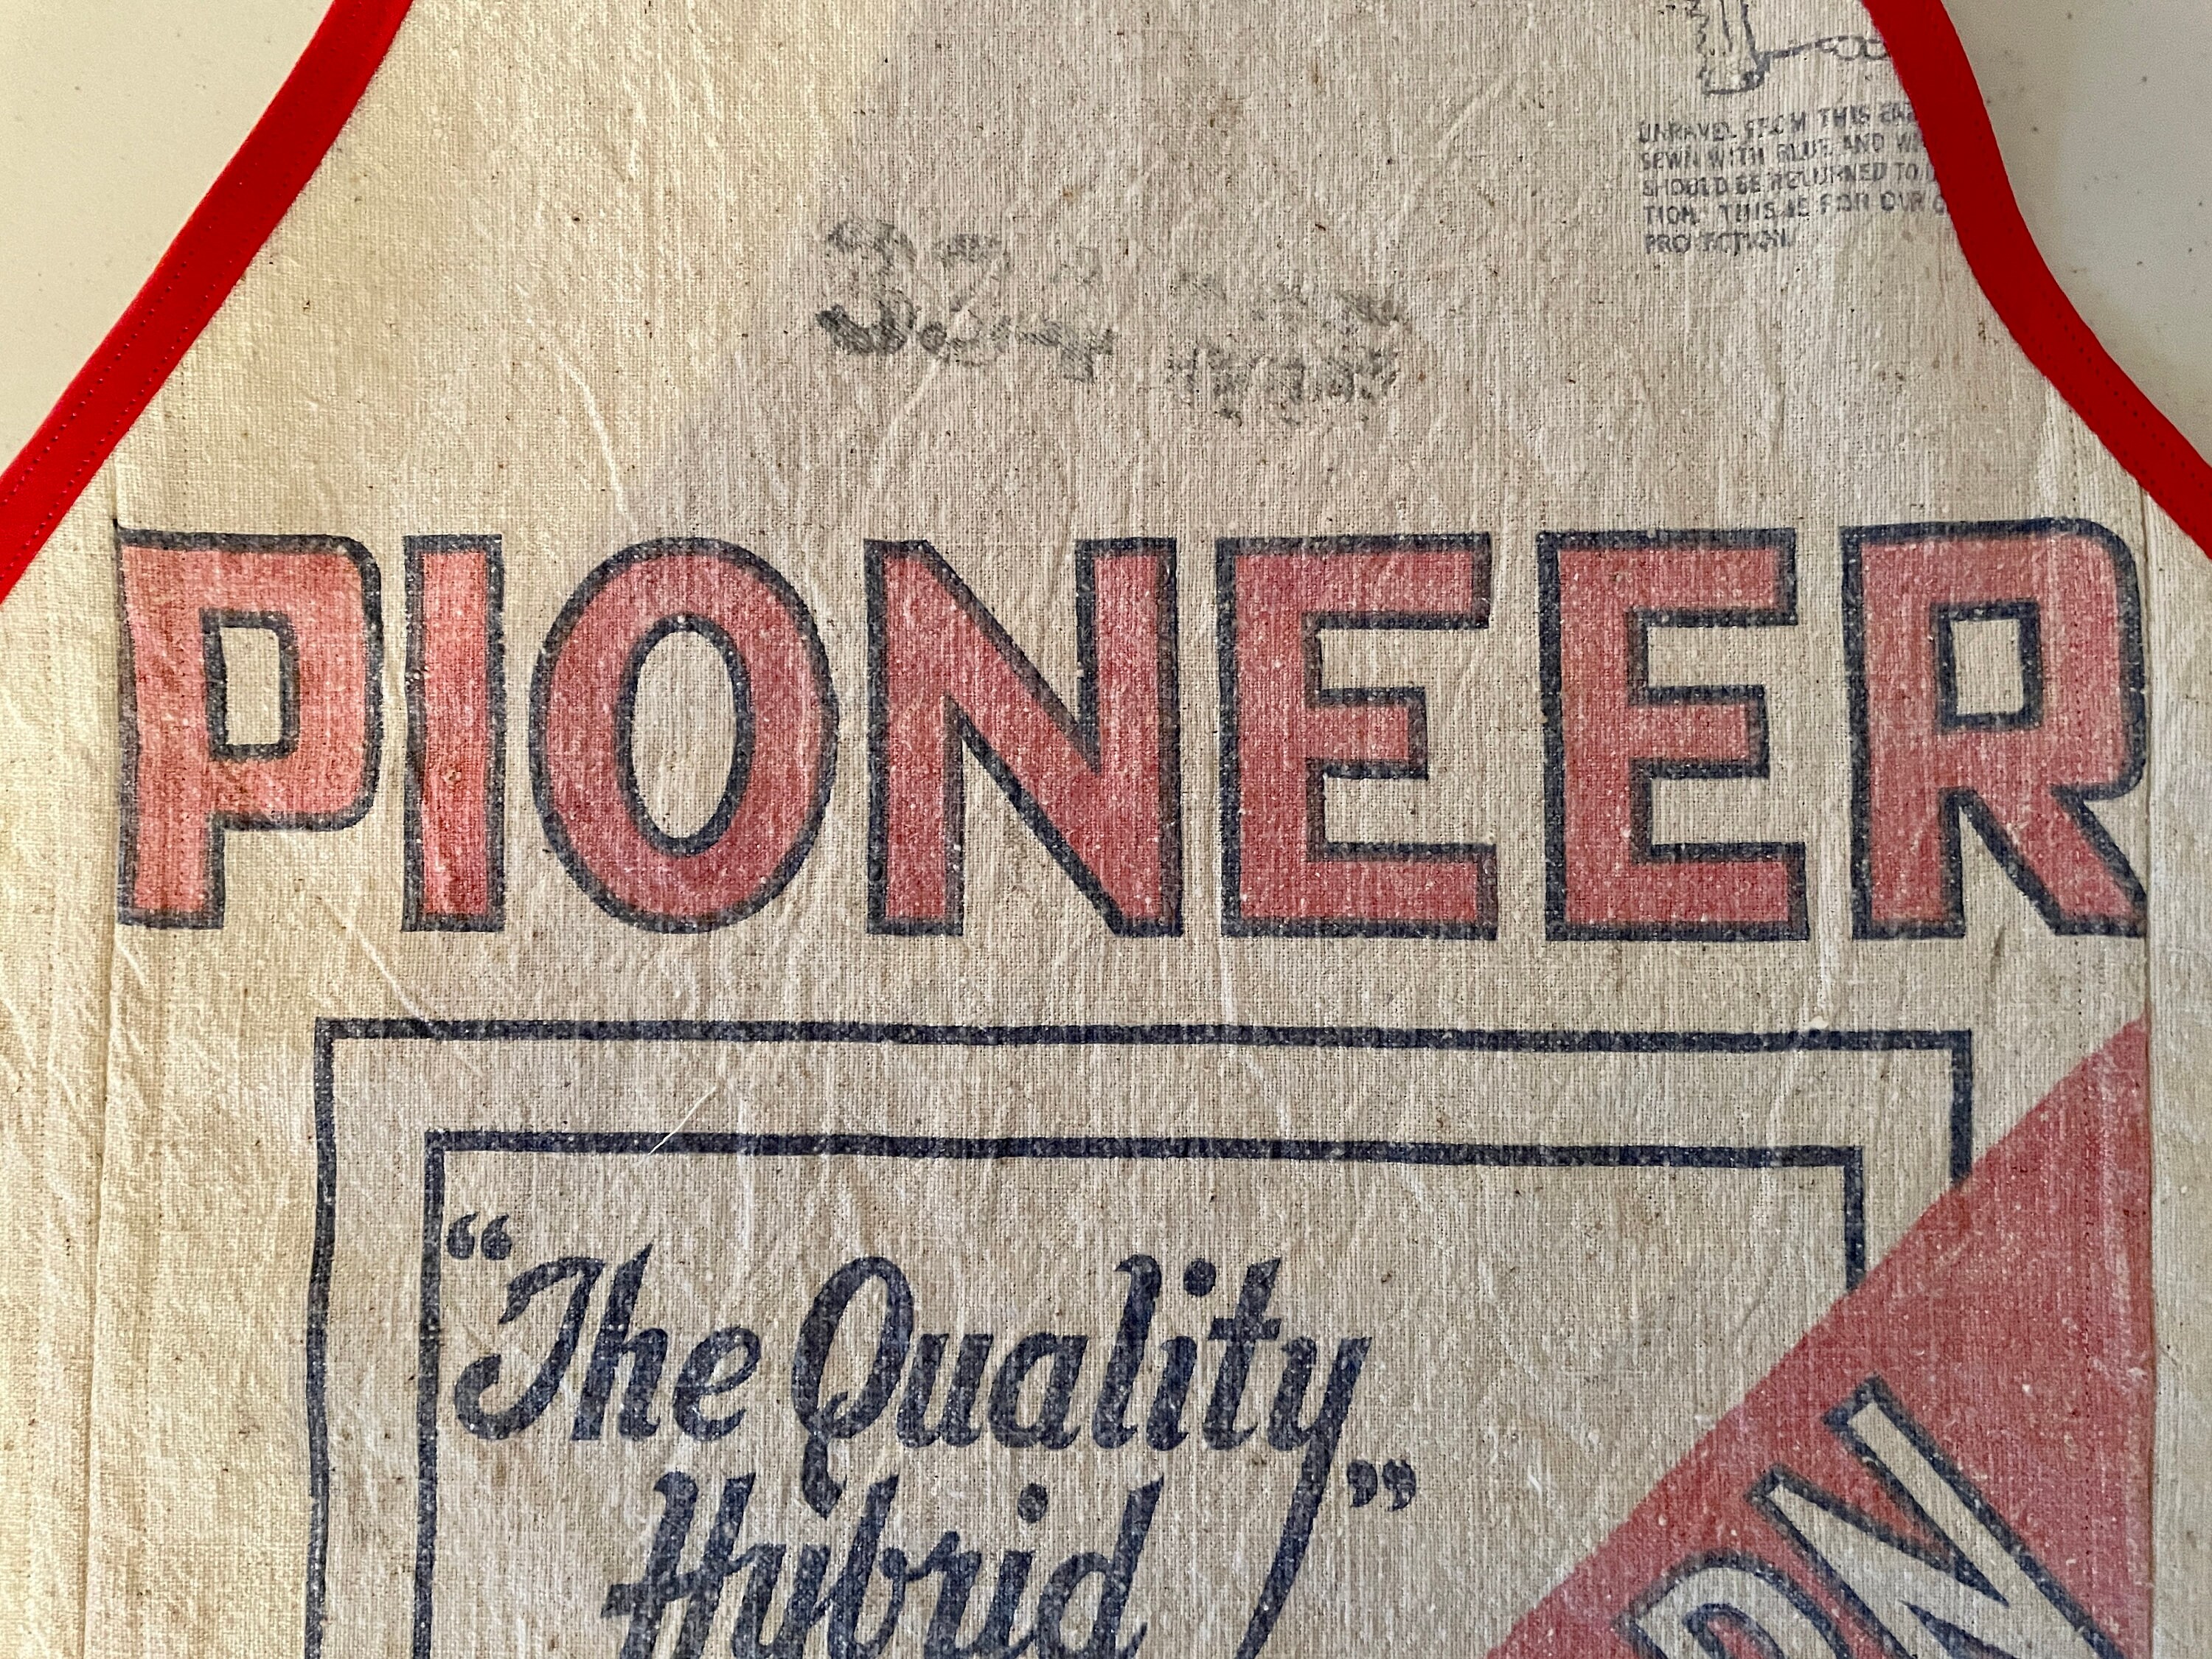 UNRAVEL FROM THIS
SEWN WITH BLUE AND
SHOULD BE RETURNED TO
TION. THIS IS FOR OUR
PROTECTION.
PIONEER
“The Quality
Hybrid”
RN